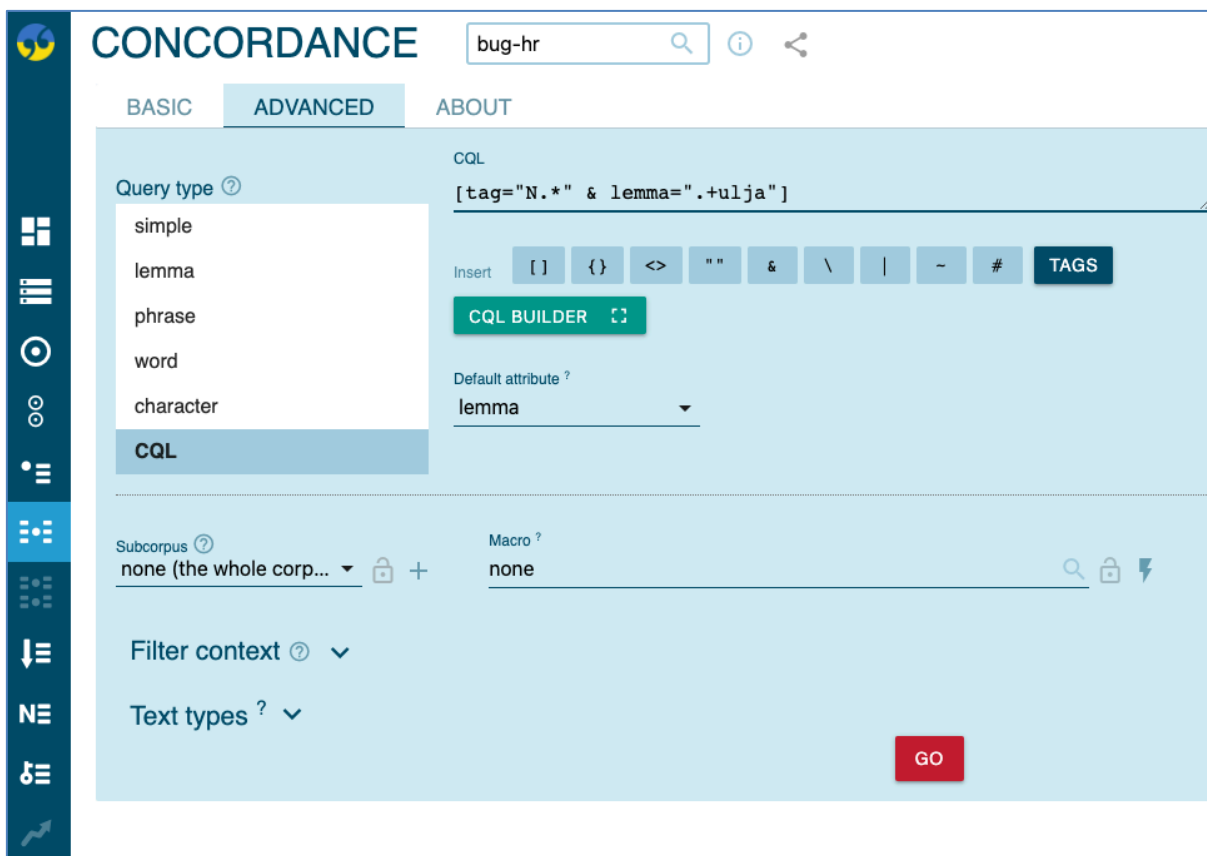 CONCORDANCE
bug-hr
BASIC ADVANCED ABOUT
CQL
Query type ?
[tag="N.*" & lemma=".+ulja"]
simple
lemma
phrase
word
character
CQL
Insert [] {} <> "" & \ | ~ # TAGS
CQL BUILDER
Default attribute ?
lemma
Subcorpus ?
none (the whole corp...
Macro ?
none
Filter context ?
Text types ?
GO
N